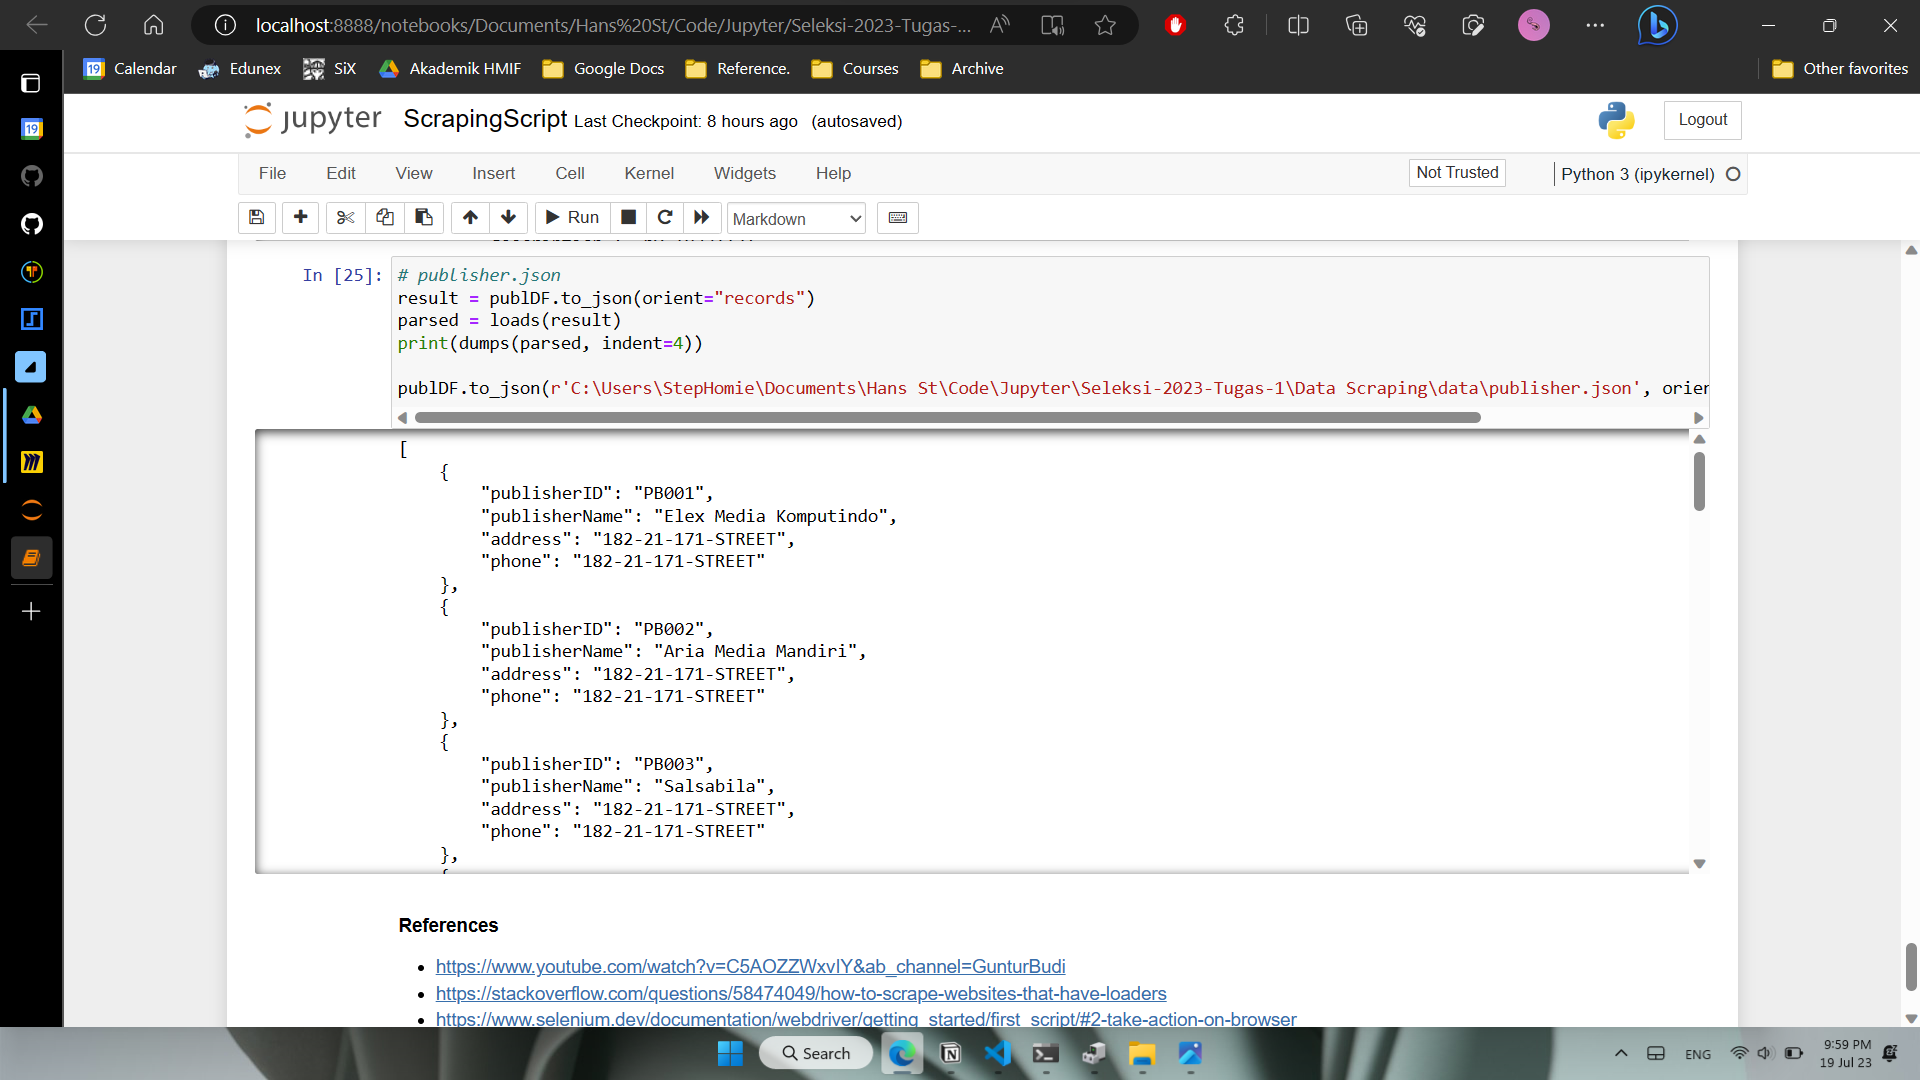 localhost:8888/notebooks/Documents/Hans%20St/Code/Jupyter/Seleksi-2023-Tugas-...
19 Calendar Edunex SiX Akademik HMIF Google Docs Reference. Courses Archive Other favorites
19
jupyter ScrapingScript Last Checkpoint: 8 hours ago (autosaved) Logout
File Edit View Insert Cell Kernel Widgets Help Not Trusted Python 3 (ipykernel)
Run Markdown
In [25]: # publisher.json
result = publDF.to_json(orient="records")
parsed = loads(result)
print(dumps(parsed, indent=4))
publDF.to_json(r'C:\Users\StepHomie\Documents\Hans St\Code\Jupyter\Seleksi-2023-Tugas-1\Data Scraping\data\publisher.json', orien
[
{
"publisherID": "PB001",
"publisherName": "Elex Media Komputindo",
"address": "182-21-171-STREET",
"phone": "182-21-171-STREET"
},
{
"publisherID": "PB002",
"publisherName": "Aria Media Mandiri",
"address": "182-21-171-STREET",
"phone": "182-21-171-STREET"
},
{
"publisherID": "PB003",
"publisherName": "Salsabila",
"address": "182-21-171-STREET",
"phone": "182-21-171-STREET"
},
{
References
• https://www.youtube.com/watch?v=C5AOZZWxvIY&ab_channel=GunturBudi
• https://stackoverflow.com/questions/58474049/how-to-scrape-websites-that-have-loaders
• https://www.selenium.dev/documentation/webdriver/getting_started/first_script/#2-take-action-on-browser
Search ENG 9:59 PM
19 Jul 23